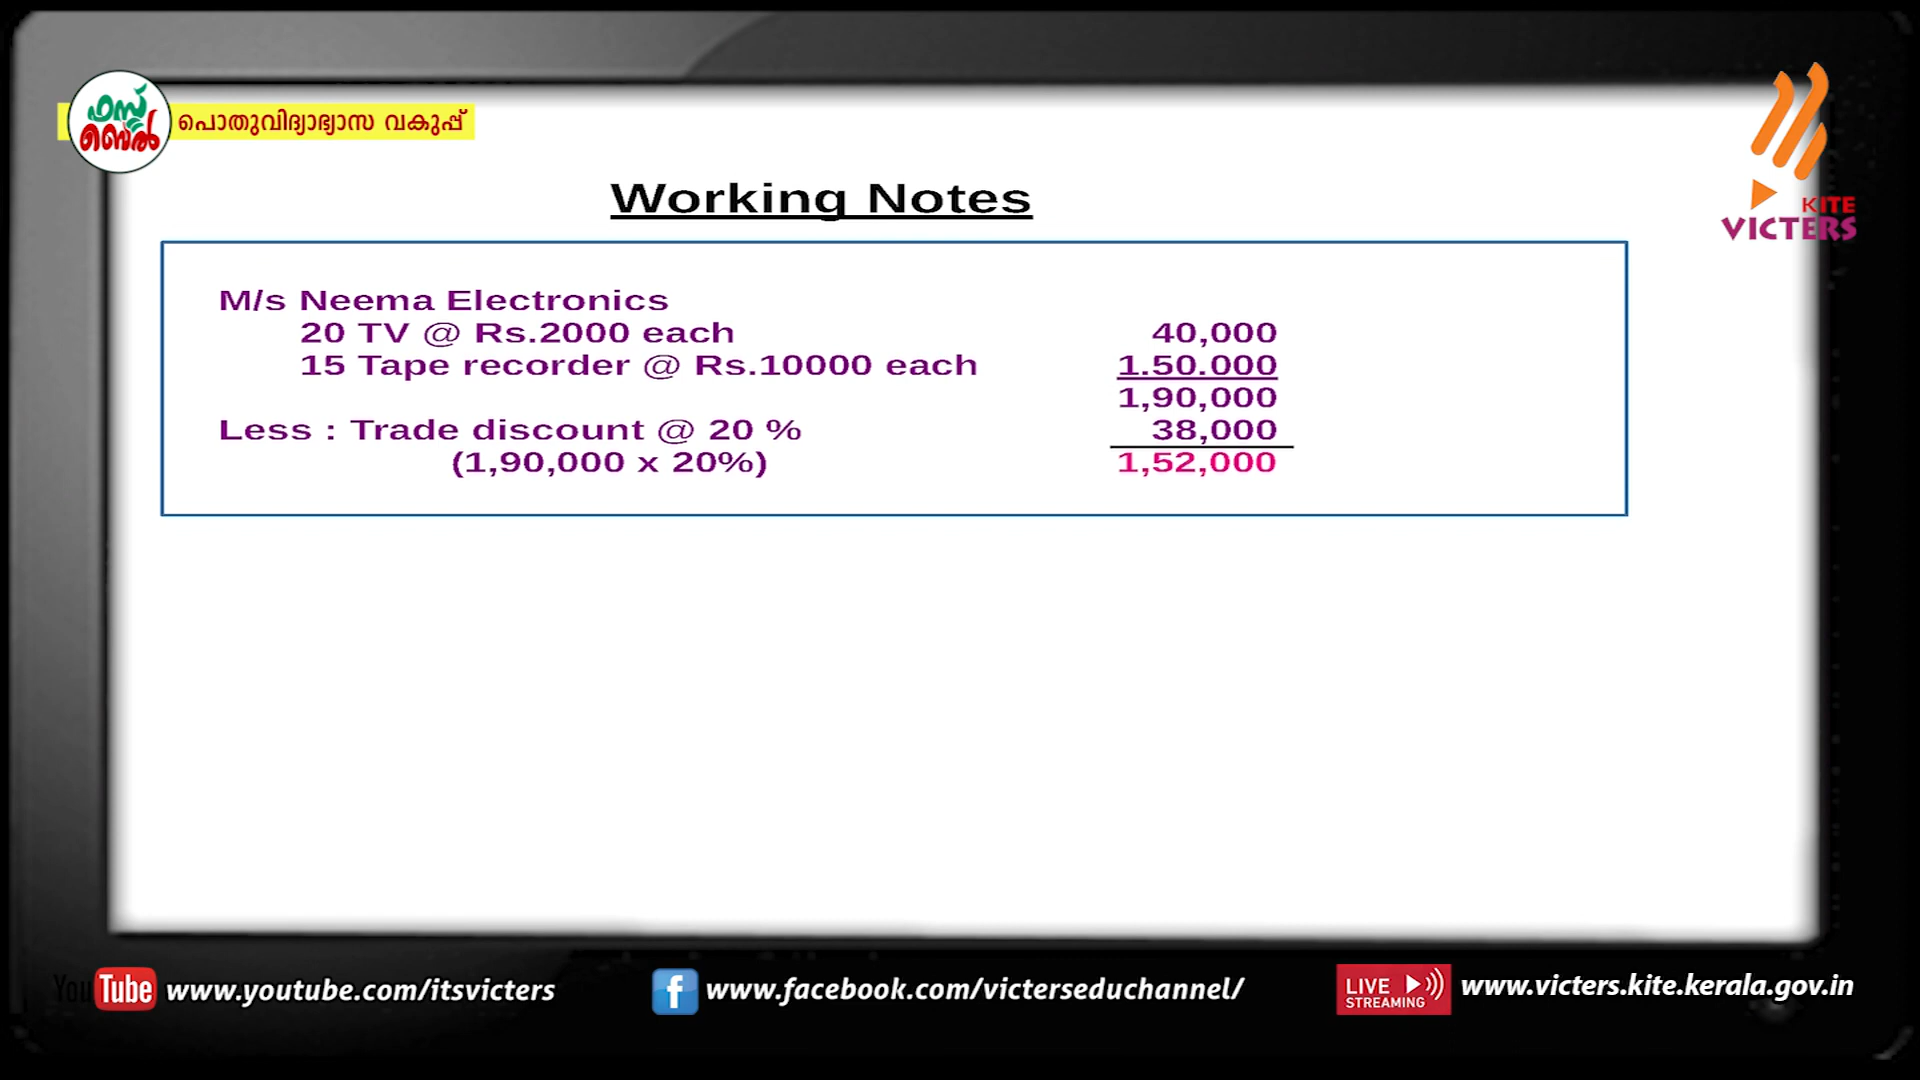 ഫസ്റ്റ്
ബെൽ
പൊതുവിദ്യാഭ്യാസ വകുപ്പ്
KITE
VICTERS
Working Notes
M/s Neema Electronics
20 TV @ Rs.2000 each 40,000
15 Tape recorder @ Rs.10000 each 1.50.000
1,90,000
Less : Trade discount @ 20 % 38,000
(1,90,000 x 20%) 1,52,000
You Tube www.youtube.com/itsvicters
f www.facebook.com/victerseduchannel/
LIVE STREAMING www.victers.kite.kerala.gov.in